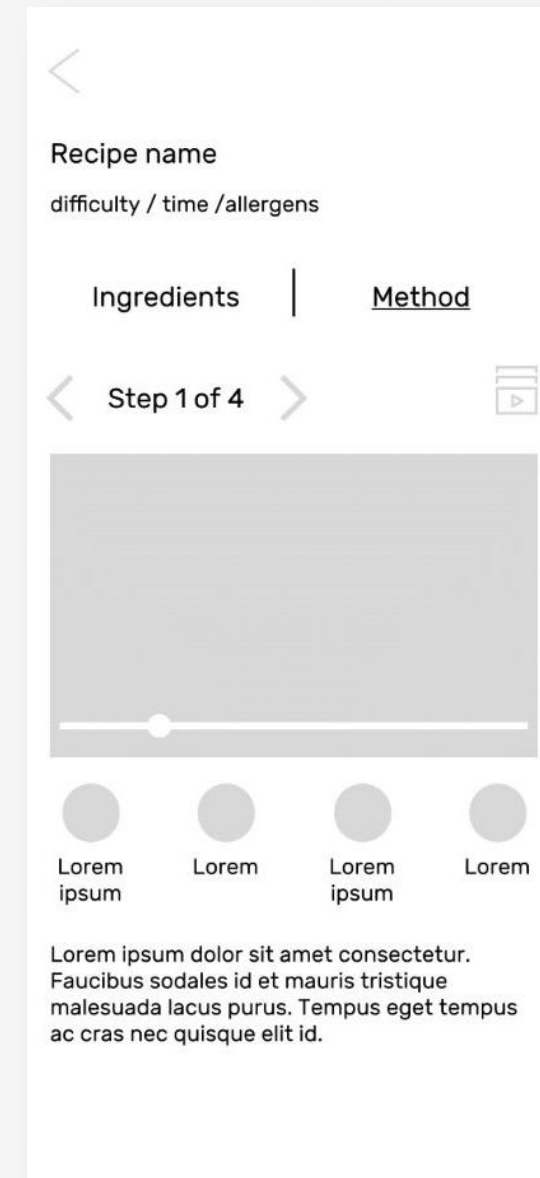 Recipe name
difficulty / time /allergens
Ingredients | Method
Step 1 of 4
Lorem ipsum
Lorem
Lorem ipsum
Lorem
Lorem ipsum dolor sit amet consectetur.
Faucibus sodales id et mauris tristique
malesuada lacus purus. Tempus eget tempus
ac cras nec quisque elit id.